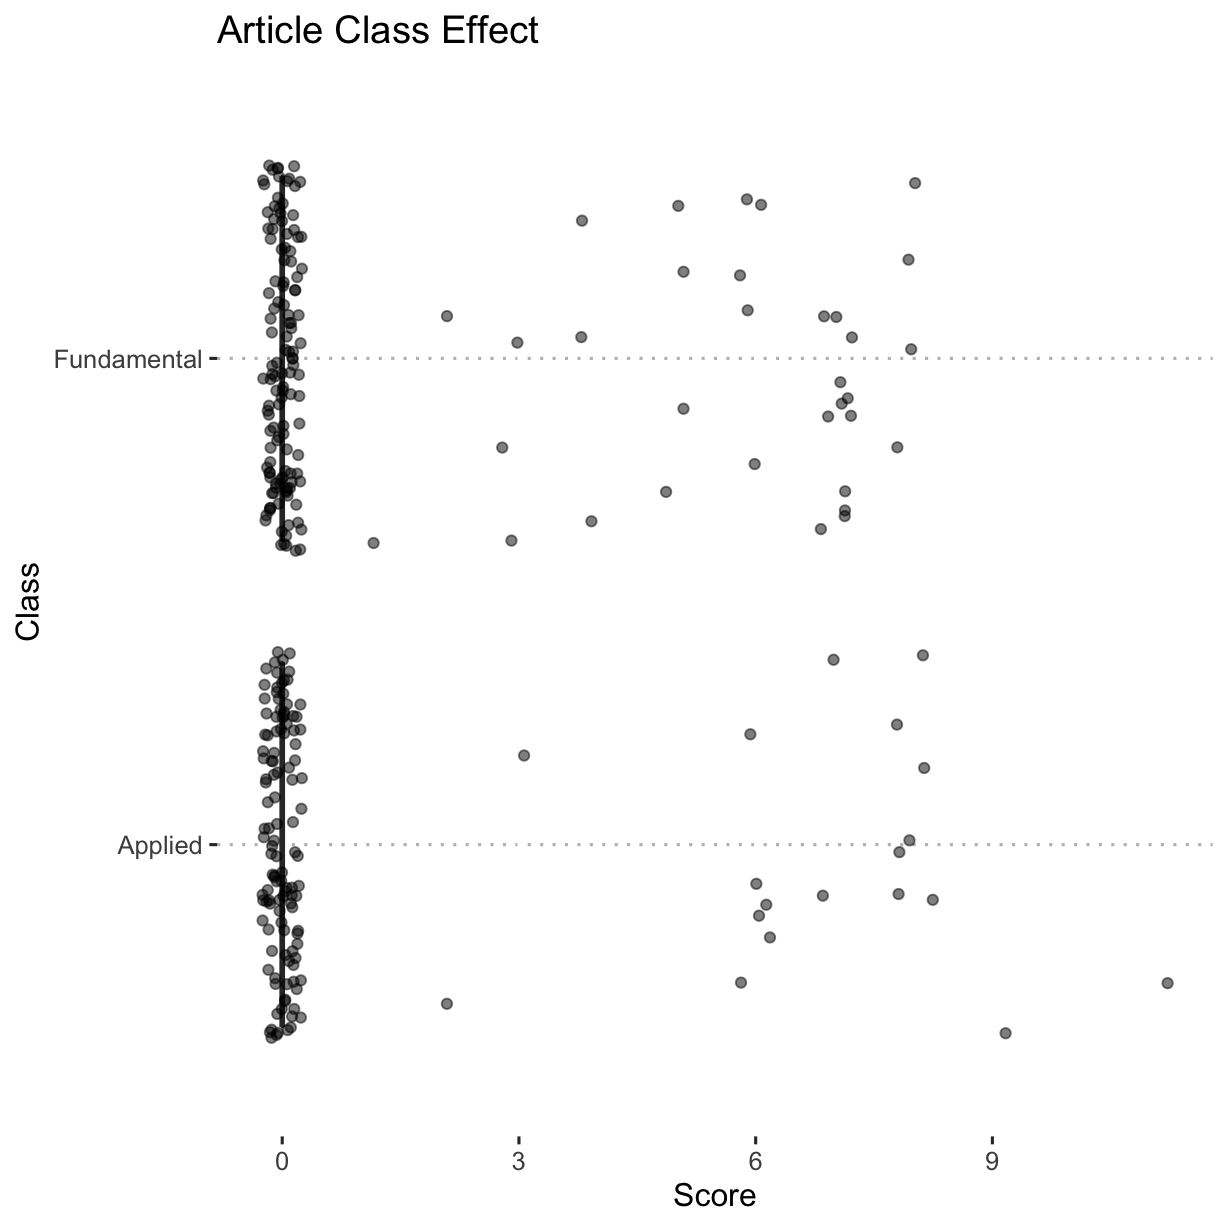 Article Class Effect
Fundamental
Class
Applied
0 3 6 9
Score